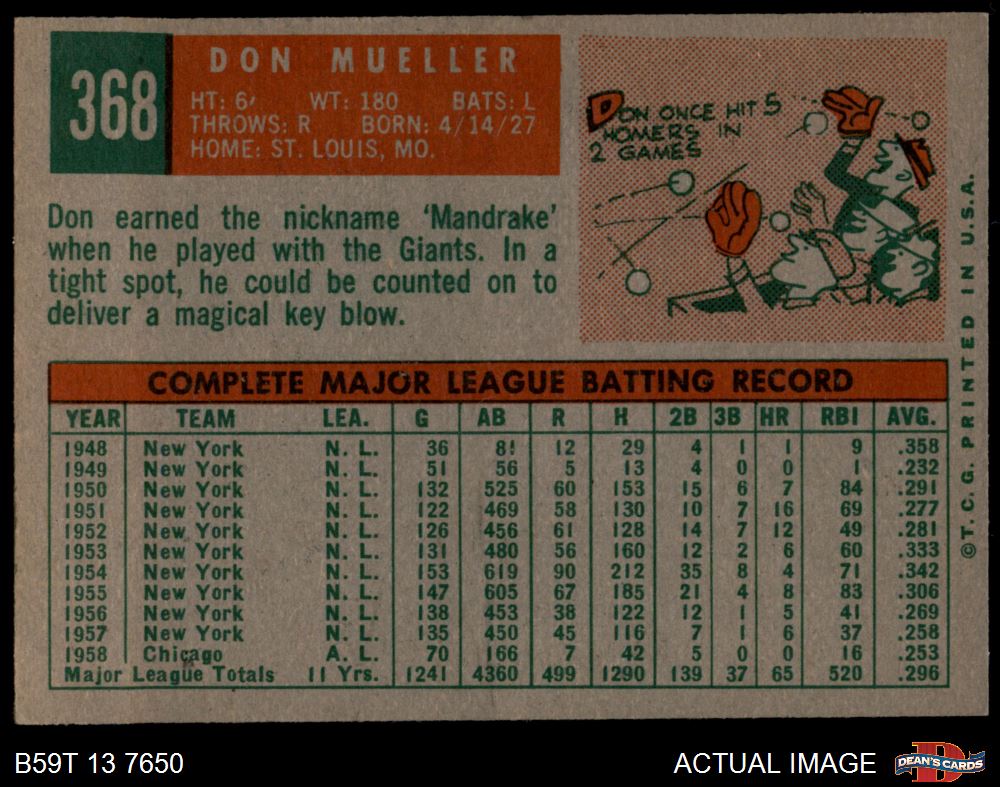 368
DON MUELLER
HT: 6' WT: 180 BATS: L
THROWS: R BORN: 4/14/27
HOME: ST. LOUIS, MO.
Don earned the nickname 'Mandrake'
when he played with the Giants. In a
tight spot, he could be counted on to
deliver a magical key blow.
DON ONCE HIT 5
HOMERS IN
2 GAMES
COMPLETE MAJOR LEAGUE BATTING RECORD
YEAR TEAM LEA. G AB R H 2B 3B HR RBI AVG.
1948 New York N. L. 36 81 12 29 4 1 1 9 .358
1949 New York N. L. 51 56 5 13 4 0 0 1 .232
1950 New York N. L. 132 525 60 153 15 6 7 84 .291
1951 New York N. L. 122 469 58 130 10 7 16 69 .277
1952 New York N. L. 126 456 61 128 14 7 12 49 .281
1953 New York N. L. 131 480 56 160 12 2 6 60 .333
1954 New York N. L. 153 619 90 212 35 8 4 71 .342
1955 New York N. L. 147 605 67 185 21 4 8 83 .306
1956 New York N. L. 138 453 38 122 12 1 5 41 .269
1957 New York N. L. 135 450 45 116 7 1 6 37 .258
1958 Chicago A. L. 70 166 7 42 5 0 0 16 .253
Major League Totals 11 Yrs. 1241 4360 499 1290 139 37 65 520 .296
© T. C. G. PRINTED IN U.S.A.
B59T 13 7650
ACTUAL IMAGE
D
DEAN'S CARDS